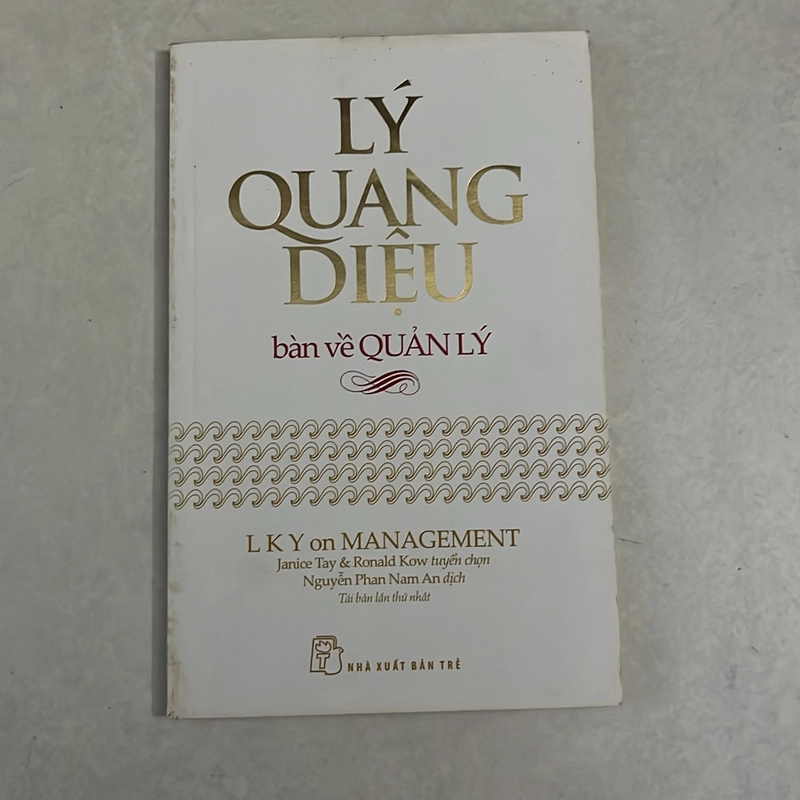 LÝ
QUANG
DIỆU
bàn về QUẢN LÝ
L K Y on MANAGEMENT
Janice Tay & Ronald Kow tuyển chọn
Nguyễn Phan Nam An dịch
Tái bản lần thứ nhất
NHÀ XUẤT BẢN TRẺ